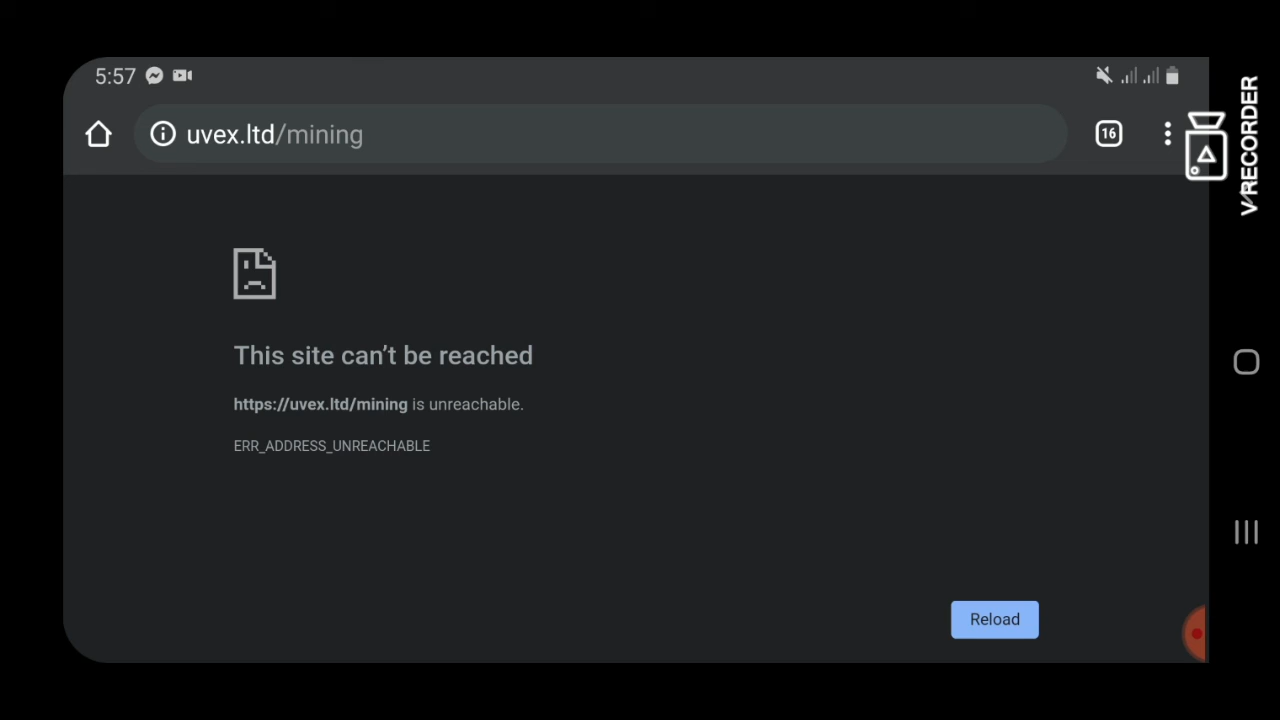 5:57
uvex.ltd/mining
16
VRECORDER
This site can't be reached
https://uvex.ltd/mining is unreachable.
ERR_ADDRESS_UNREACHABLE
Reload